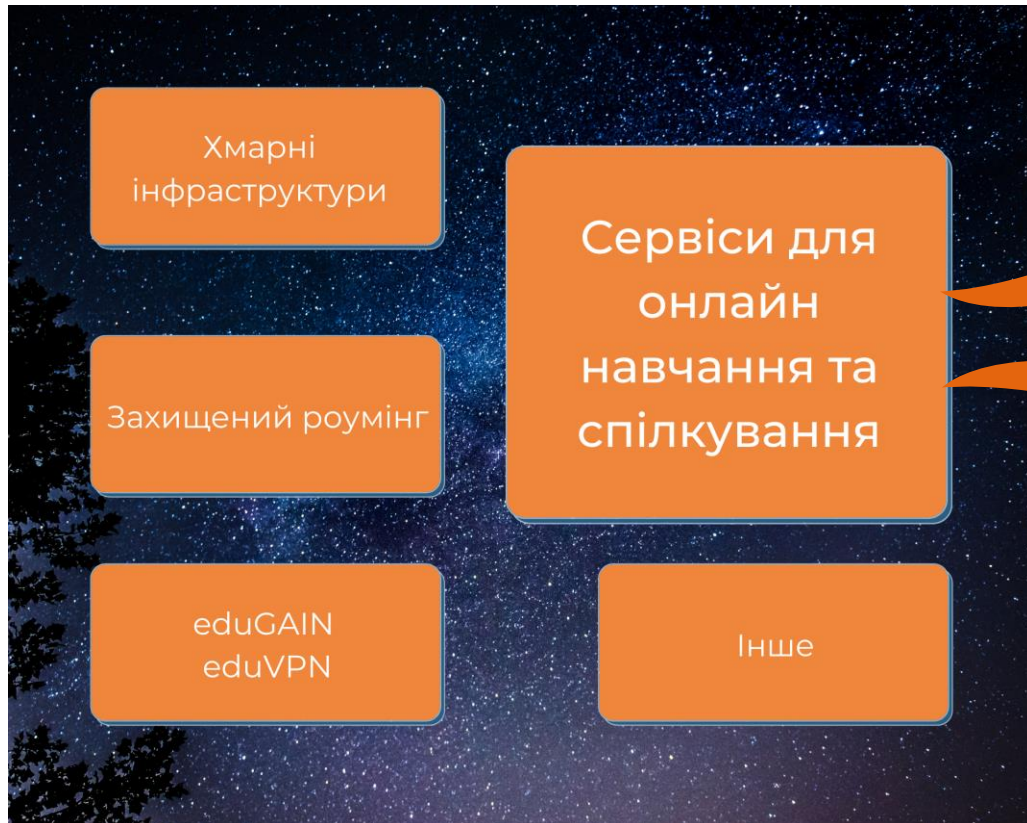 Хмарні
інфраструктури
Сервіси для
онлайн
навчання та
спілкування
Захищений роумінг
eduGAIN
eduVPN
Інше